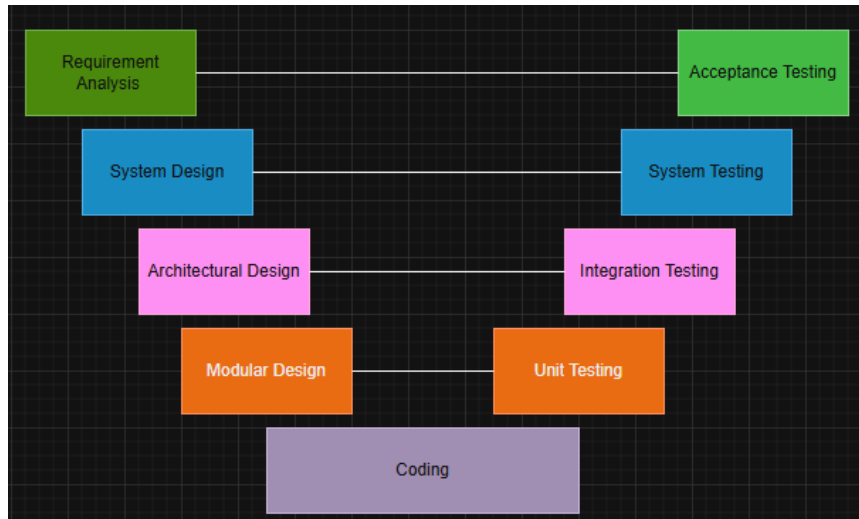 Requirement
Analysis
Acceptance Testing
System Design
System Testing
Architectural Design
Integration Testing
Modular Design
Unit Testing
Coding